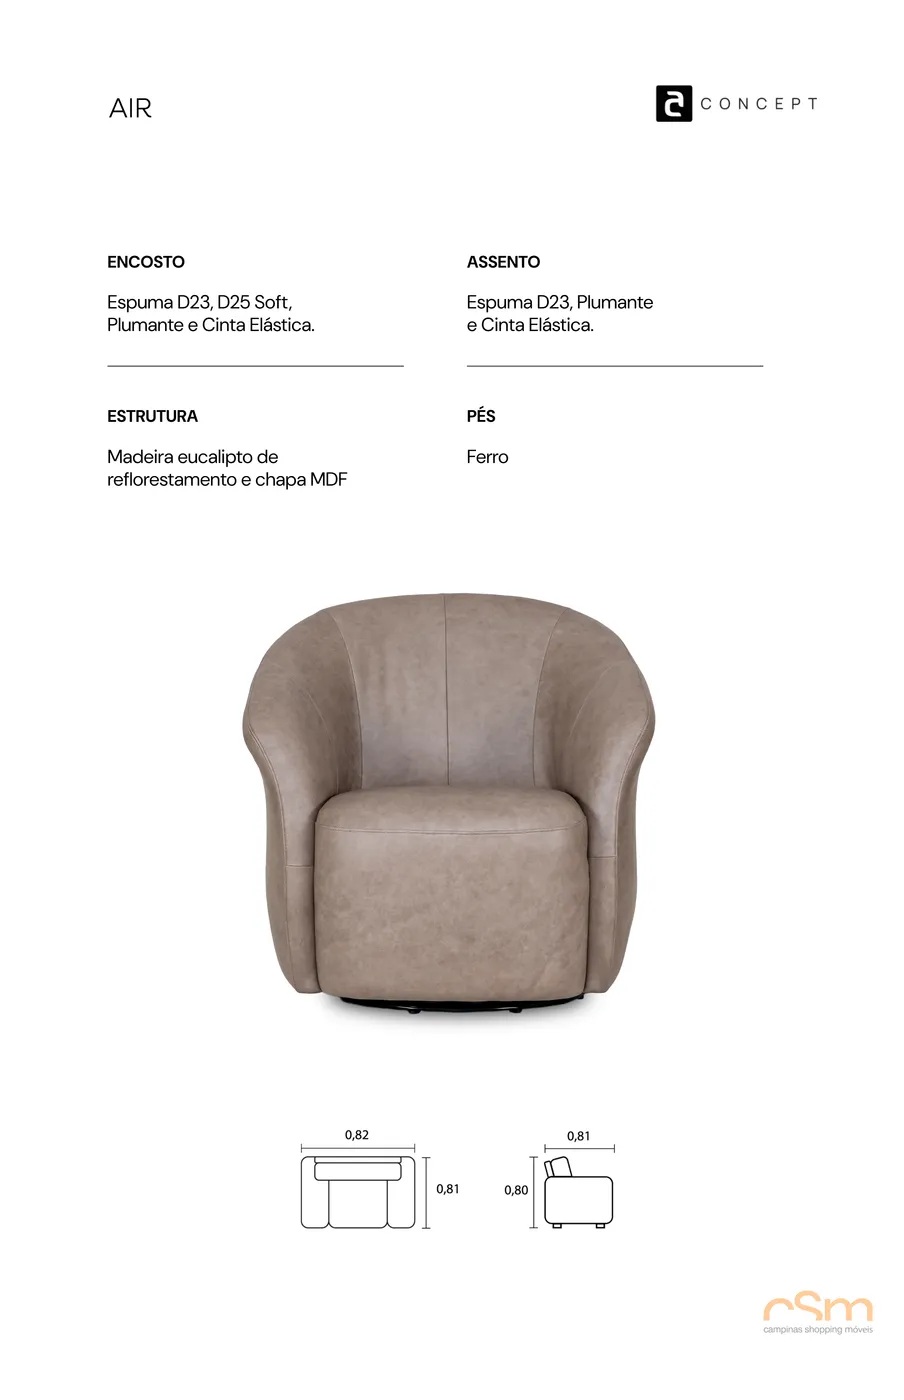 AIR
CONCEPT
ENCOSTO
Espuma D23, D25 Soft,
Plumante e Cinta Elástica.
ASSENTO
Espuma D23, Plumante
e Cinta Elástica.
ESTRUTURA
Madeira eucalipto de
reflorestamento e chapa MDF
PÉS
Ferro
0,82
0,81
0,81
0,80
csm
campinas shopping móveis